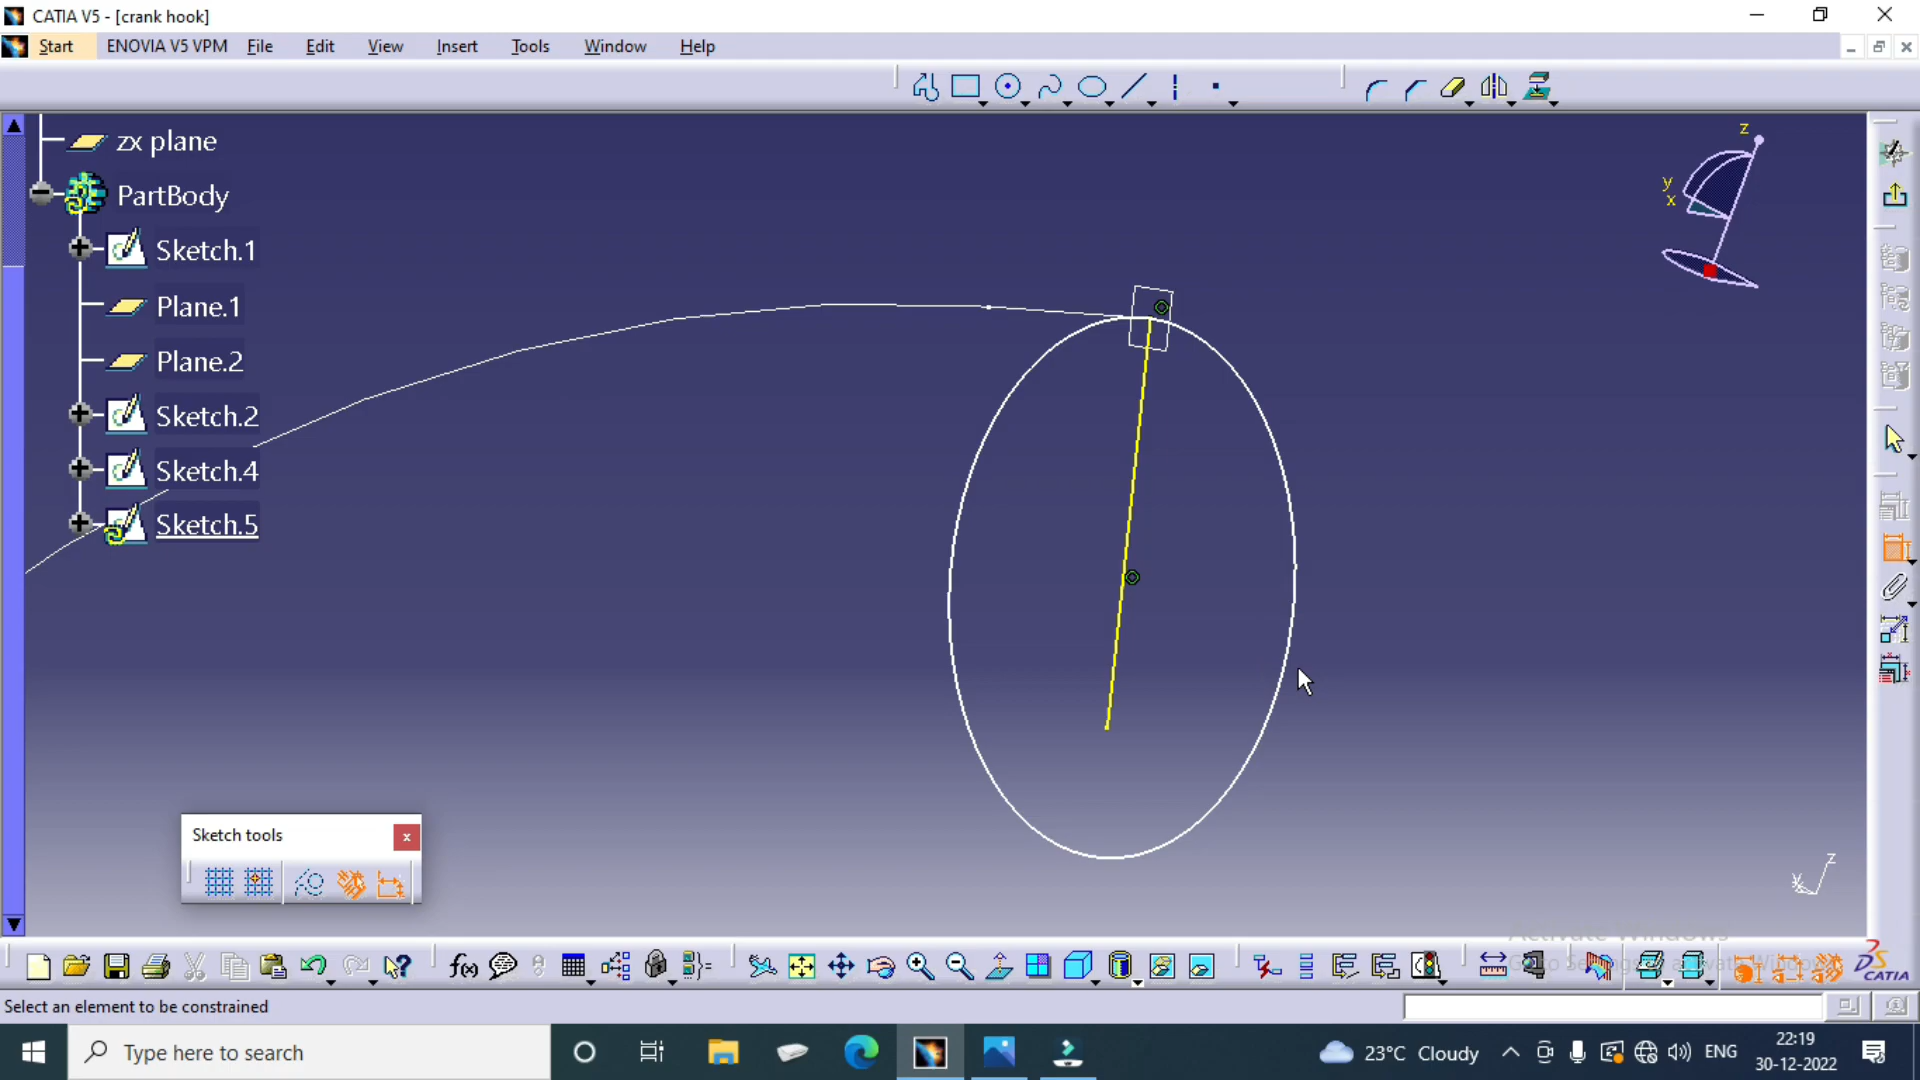 CATIA V5 - [crank hook]
Start ENOVIA V5 VPM File Edit View Insert Tools Window Help
zx plane
PartBody
Sketch.1
Plane.1
Plane.2
Sketch.2
Sketch.4
Sketch.5
z
y
x
Sketch tools
z
f(x)
CATIA
Select an element to be constrained
Type here to search
23°C Cloudy
ENG
22:19
30-12-2022